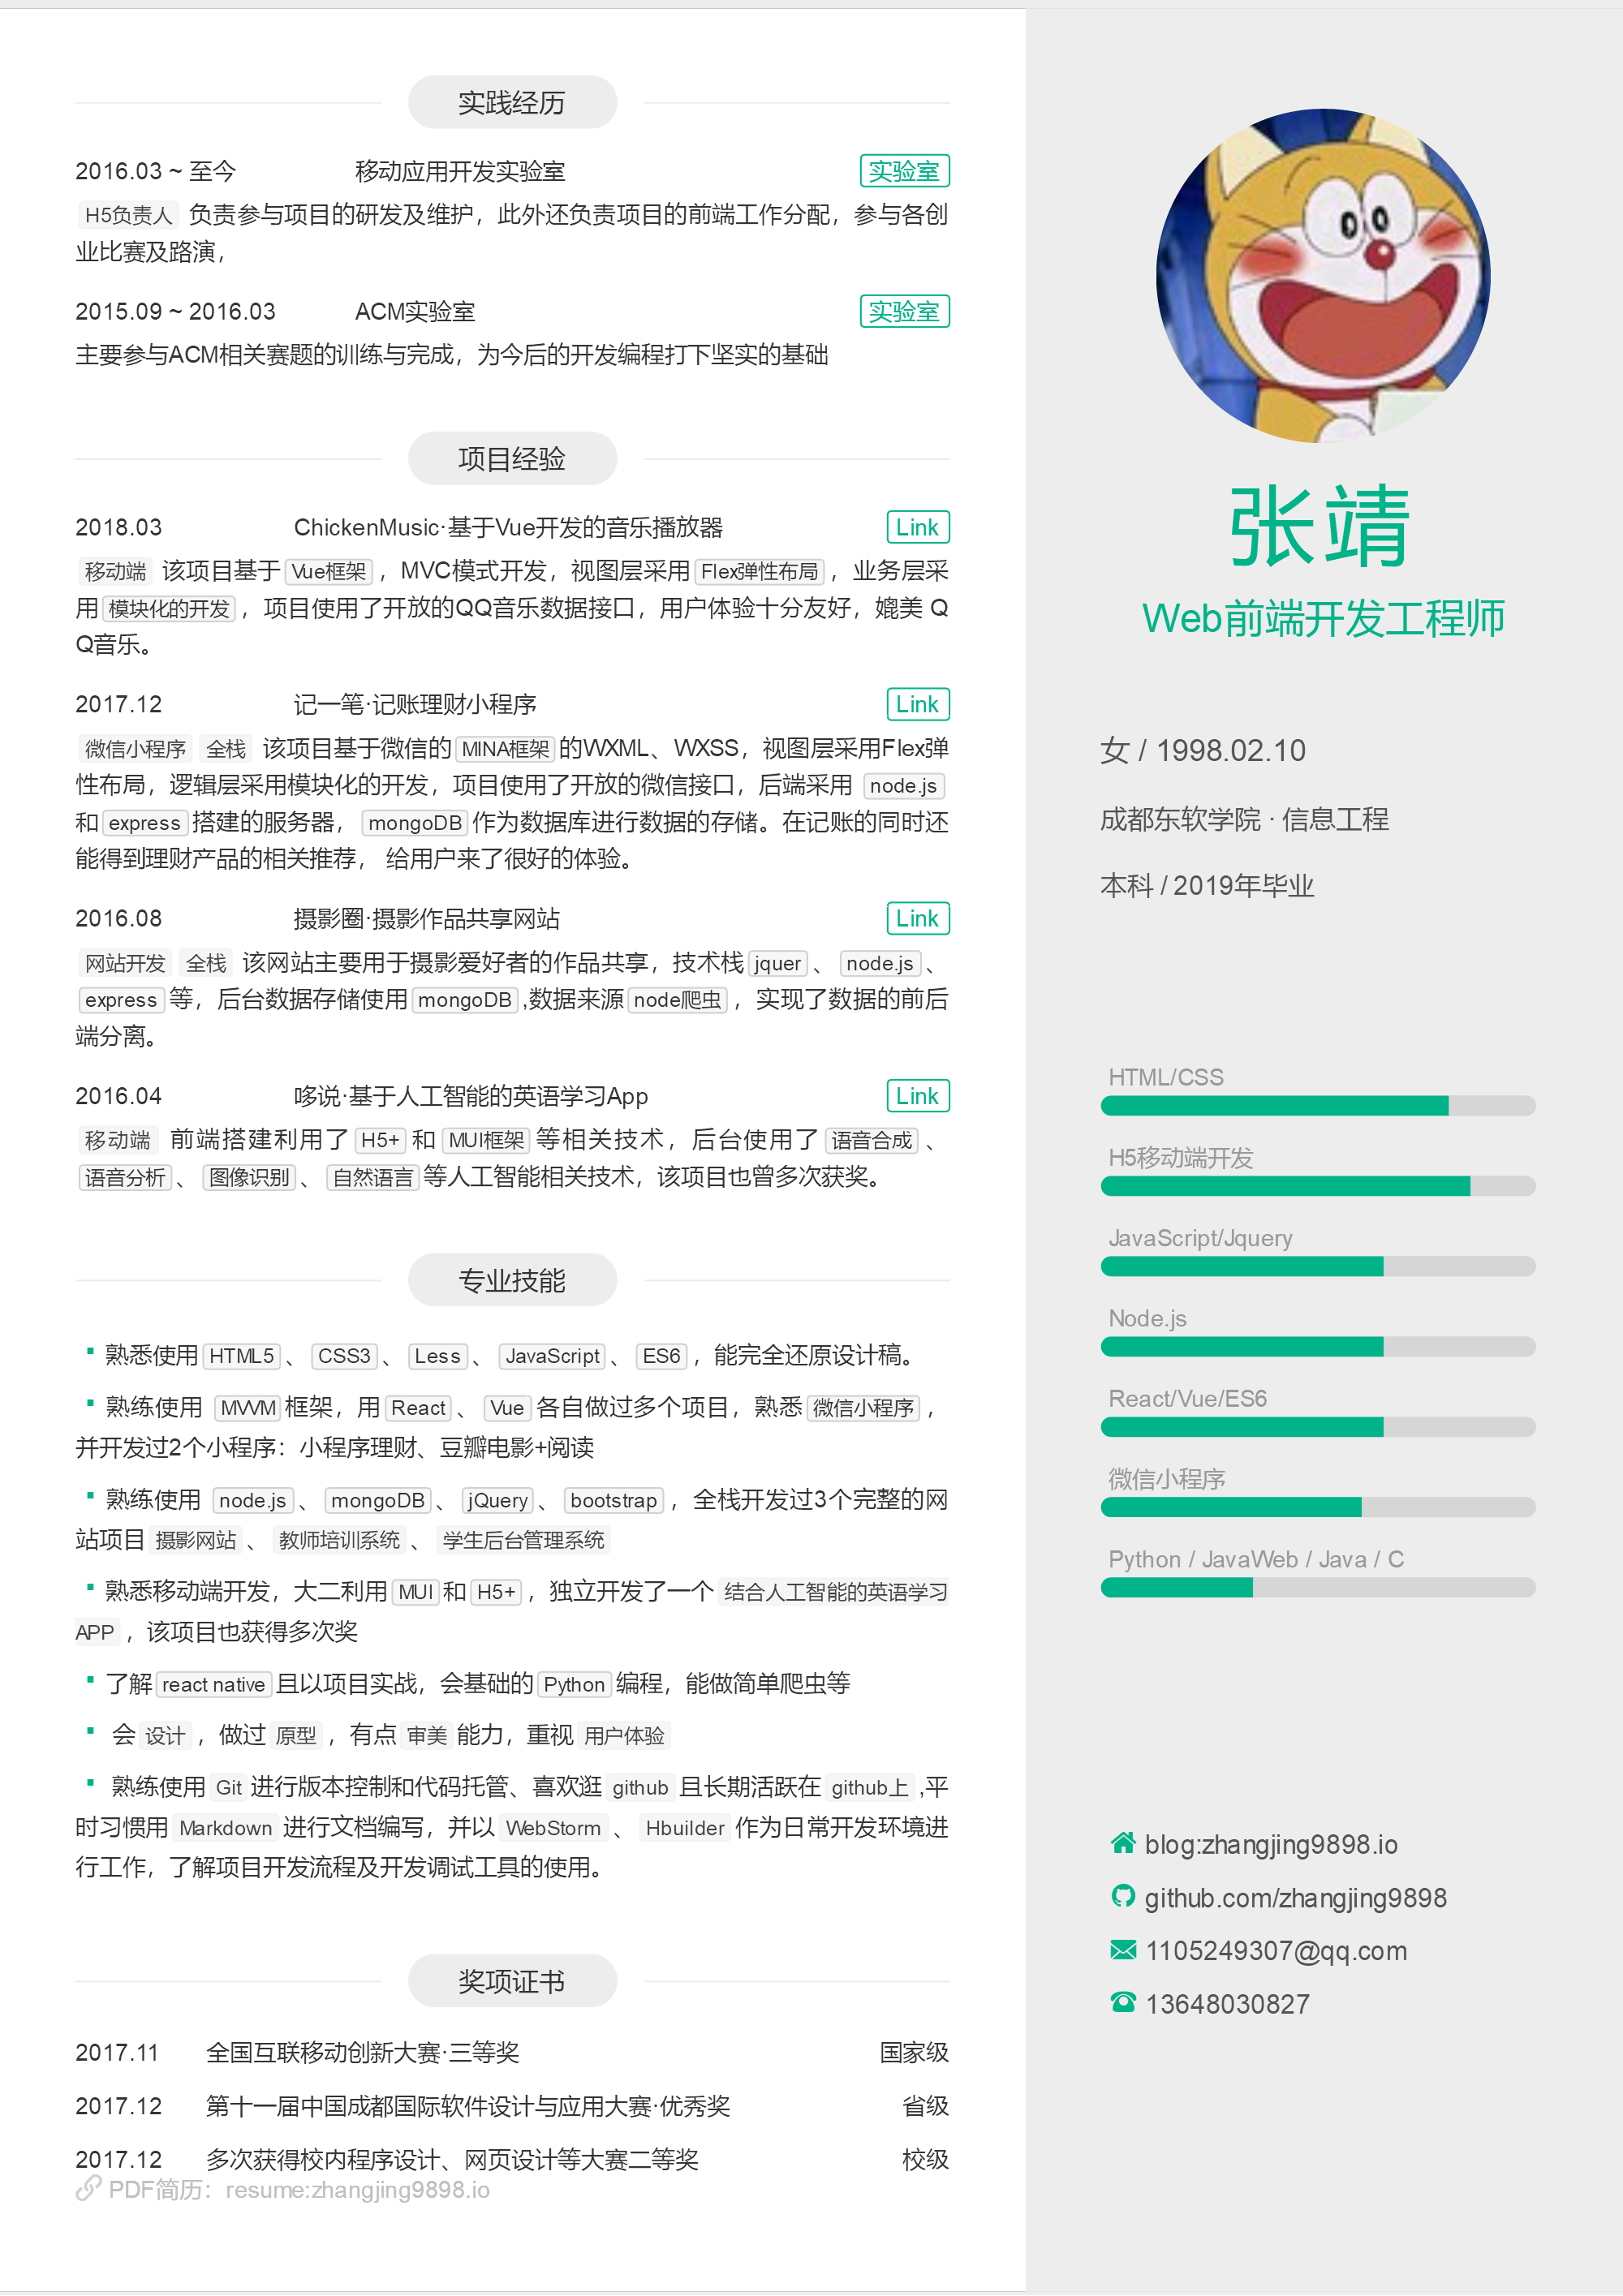 实践经历
2016.03 ~ 至今 移动应用开发实验室 实验室
H5负责人 负责参与项目的研发及维护，此外还负责项目的前端工作分配，参与各创
业比赛及路演，
2015.09 ~ 2016.03 ACM实验室 实验室
主要参与ACM相关赛题的训练与完成，为今后的开发编程打下坚实的基础
项目经验
2018.03 ChickenMusic·基于Vue开发的音乐播放器 Link
移动端 该项目基于 Vue框架 ，MVC模式开发，视图层采用 Flex弹性布局 ，业务层采
用 模块化的开发 ，项目使用了开放的QQ音乐数据接口，用户体验十分友好，媲美 Q
Q音乐。
2017.12 记一笔·记账理财小程序 Link
微信小程序 全栈 该项目基于微信的 MINA框架 的WXML、WXSS，视图层采用Flex弹
性布局，逻辑层采用模块化的开发，项目使用了开放的微信接口，后端采用 node.js
和 express 搭建的服务器， mongoDB 作为数据库进行数据的存储。在记账的同时还
能得到理财产品的相关推荐， 给用户来了很好的体验。
2016.08 摄影圈·摄影作品共享网站 Link
网站开发 全栈 该网站主要用于摄影爱好者的作品共享，技术栈 jquer 、 node.js 、
express 等，后台数据存储使用 mongoDB ,数据来源 node爬虫 ，实现了数据的前后
端分离。
2016.04 哆说·基于人工智能的英语学习App Link
移动端 前端搭建利用了 H5+ 和 MUI框架 等相关技术，后台使用了 语音合成 、
语音分析 、 图像识别 、 自然语言 等人工智能相关技术，该项目也曾多次获奖。
专业技能
熟悉使用 HTML5 、 CSS3 、 Less 、 JavaScript 、 ES6 ，能完全还原设计稿。
熟练使用 MVVM 框架，用 React 、 Vue 各自做过多个项目，熟悉 微信小程序 ，
并开发过2个小程序：小程序理财、豆瓣电影+阅读
熟练使用 node.js 、 mongoDB 、 jQuery 、 bootstrap ，全栈开发过3个完整的网
站项目 摄影网站 、 教师培训系统 、 学生后台管理系统
熟悉移动端开发，大二利用 MUI 和 H5+ ，独立开发了一个 结合人工智能的英语学习
APP ，该项目也获得多次奖
了解 react native 且以项目实战，会基础的 Python 编程，能做简单爬虫等
会 设计 ，做过 原型 ，有点 审美 能力，重视 用户体验
熟练使用 Git 进行版本控制和代码托管、喜欢逛 github 且长期活跃在 github上 ,平
时习惯用 Markdown 进行文档编写，并以 WebStorm 、 Hbuilder 作为日常开发环境进
行工作，了解项目开发流程及开发调试工具的使用。
奖项证书
2017.11 全国互联移动创新大赛·三等奖 国家级
2017.12 第十一届中国成都国际软件设计与应用大赛·优秀奖 省级
2017.12 多次获得校内程序设计、网页设计等大赛二等奖 校级
PDF简历：resume:zhangjing9898.io
张靖
Web前端开发工程师
女 / 1998.02.10
成都东软学院 · 信息工程
本科 / 2019年毕业
HTML/CSS
H5移动端开发
JavaScript/Jquery
Node.js
React/Vue/ES6
微信小程序
Python / JavaWeb / Java / C
blog:zhangjing9898.io
github.com/zhangjing9898
1105249307@qq.com
13648030827